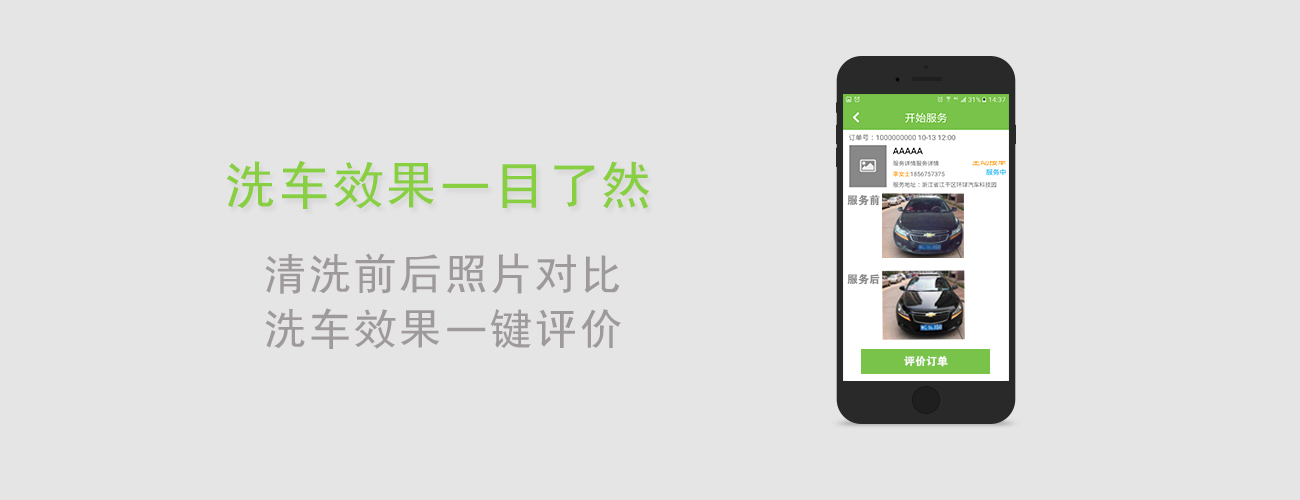 洗车效果一目了然
清洗前后照片对比
洗车效果一键评价
31% 14:37
开始服务
订单号：1000000000 10-13 12:00
AAAAA
服务详情服务详情
李女士1856757375
服务中
服务地址：浙江省江干区环球汽车科技园
服务前
服务后
评价订单